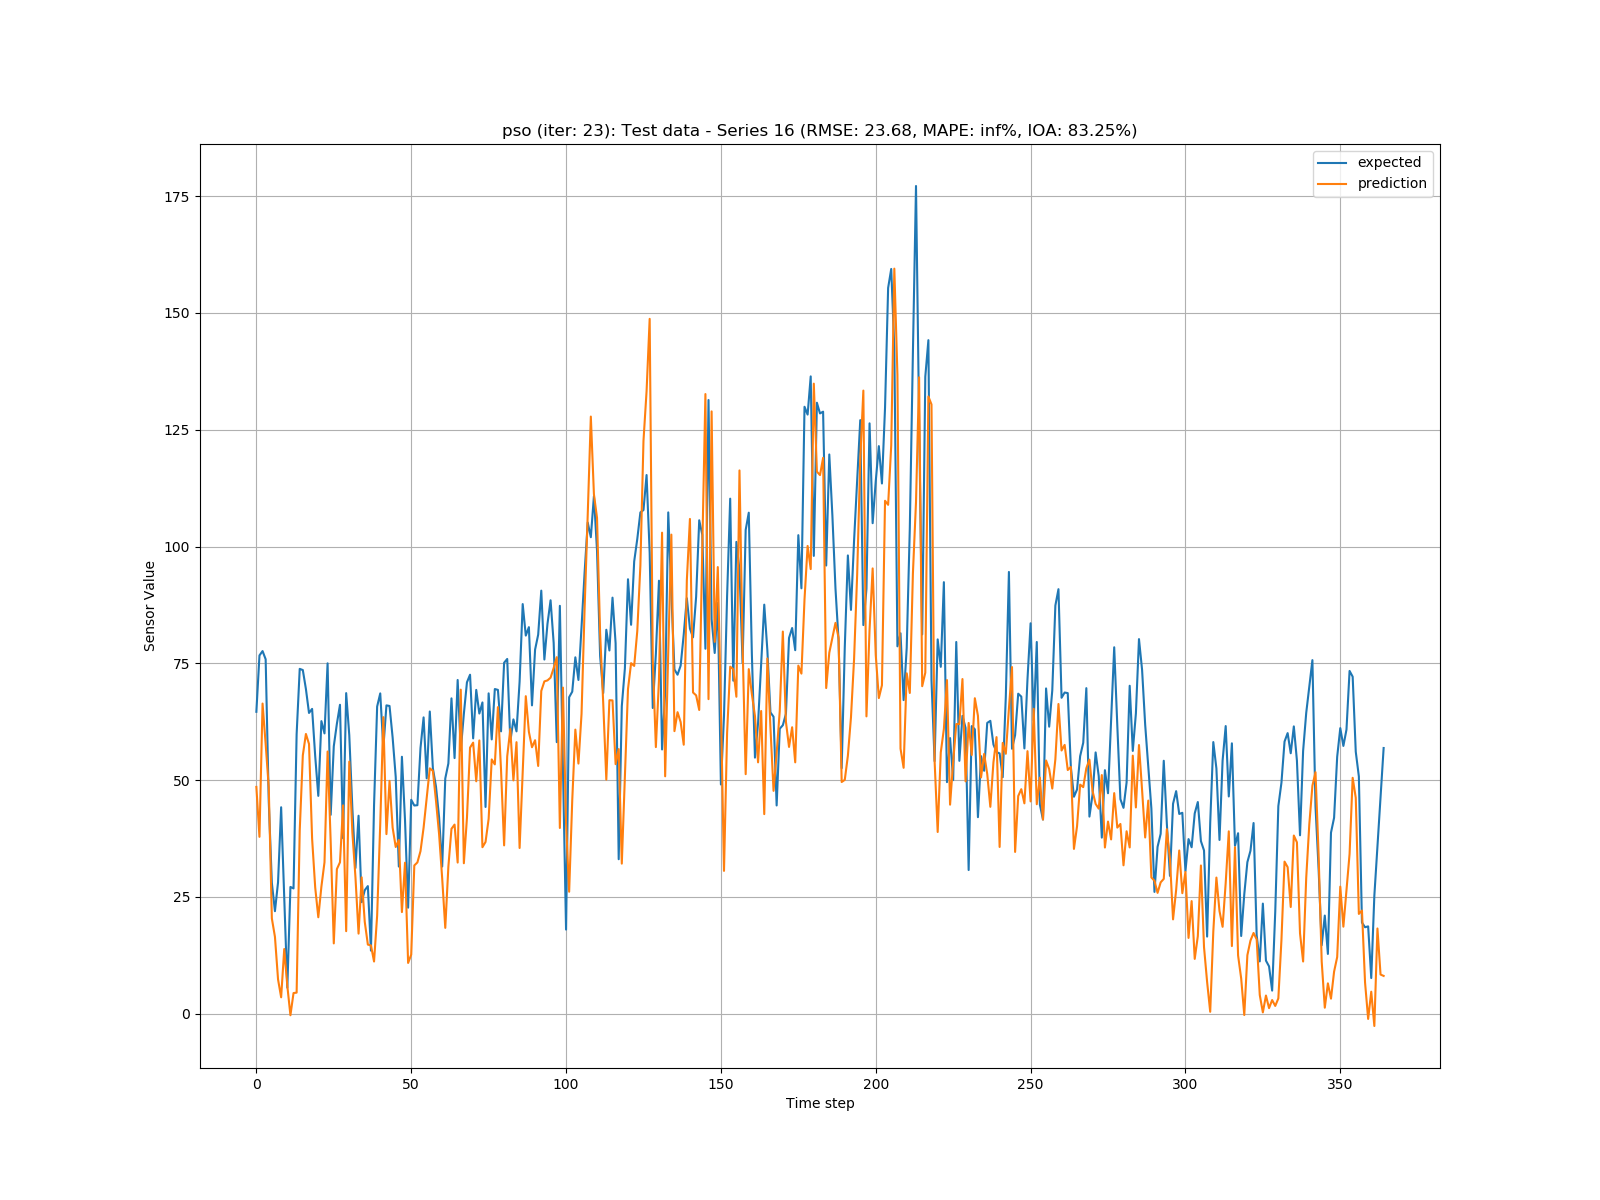 pso (iter: 23): Test data - Series 16 (RMSE: 23.68, MAPE: inf%, IOA: 83.25%)
expected
prediction
175
150
125
100
75
50
25
0
Sensor Value
0 50 100 150 200 250 300 350
Time step